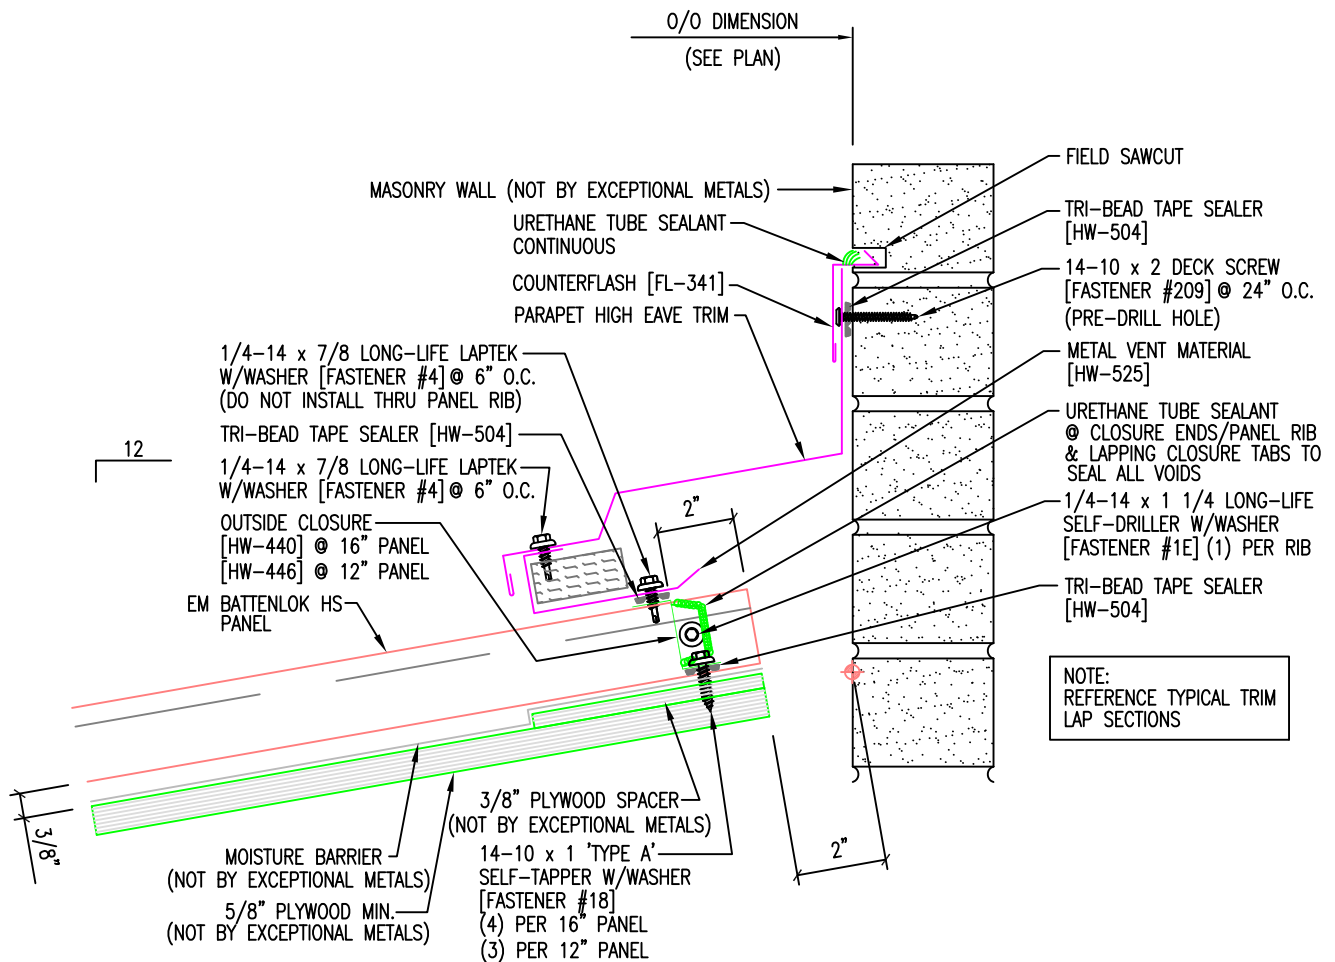 O/O DIMENSION
(SEE PLAN)
MASONRY WALL (NOT BY EXCEPTIONAL METALS)
URETHANE TUBE SEALANT
CONTINUOUS
COUNTERFLASH [FL-341]
PARAPET HIGH EAVE TRIM
1/4-14 x 7/8 LONG-LIFE LAPTEK
W/WASHER [FASTENER #4] @ 6" O.C.
(DO NOT INSTALL THRU PANEL RIB)
TRI-BEAD TAPE SEALER [HW-504]
1/4-14 x 7/8 LONG-LIFE LAPTEK
W/WASHER [FASTENER #4] @ 6" O.C.
OUTSIDE CLOSURE
[HW-440] @ 16" PANEL
[HW-446] @ 12" PANEL
EM BATTENLOK HS
PANEL
12
2"
FIELD SAWCUT
TRI-BEAD TAPE SEALER
[HW-504]
14-10 x 2 DECK SCREW
[FASTENER #209] @ 24" O.C.
(PRE-DRILL HOLE)
METAL VENT MATERIAL
[HW-525]
URETHANE TUBE SEALANT
@ CLOSURE ENDS/PANEL RIB
& LAPPING CLOSURE TABS TO
SEAL ALL VOIDS
1/4-14 x 1 1/4 LONG-LIFE
SELF-DRILLER W/WASHER
[FASTENER #1E] (1) PER RIB
TRI-BEAD TAPE SEALER
[HW-504]
NOTE:
REFERENCE TYPICAL TRIM
LAP SECTIONS
3/8"
MOISTURE BARRIER
(NOT BY EXCEPTIONAL METALS)
5/8" PLYWOOD MIN.
(NOT BY EXCEPTIONAL METALS)
3/8" PLYWOOD SPACER
(NOT BY EXCEPTIONAL METALS)
14-10 x 1 'TYPE A'
SELF-TAPPER W/WASHER
[FASTENER #18]
(4) PER 16" PANEL
(3) PER 12" PANEL
2"